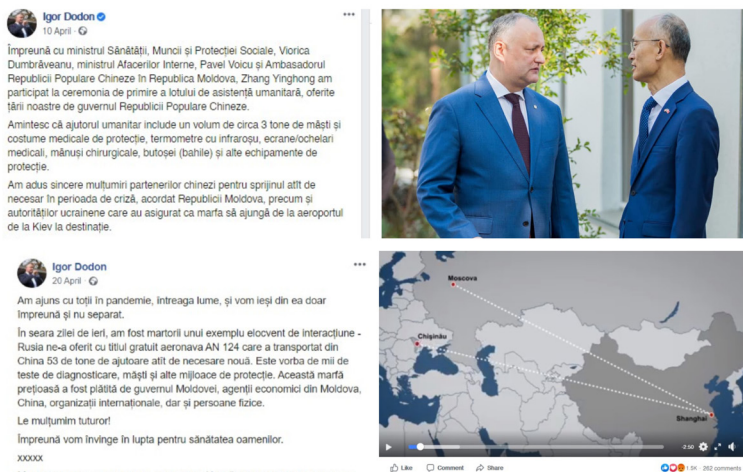 Igor Dodon
10 April
Împreună cu ministrul Sănătății, Muncii și Protecției Sociale, Viorica
Dumbrăveanu, ministrul Afacerilor Interne, Pavel Voicu și Ambasadorul
Republicii Populare Chineze în Republica Moldova, Zhang Yinghong am
participat la ceremonia de primire a lotului de asistență umanitară, oferite
țării noastre de guvernul Republicii Populare Chineze.
Amintesc că ajutorul umanitar include un volum de circa 3 tone de măști și
costume medicale de protecție, termometre cu infraroșu, ecrane/ochelari
medicali, mânuși chirurgicale, butoșei (bahile) și alte echipamente de
protecție.
Am adus sincere mulțumiri partenerilor chinezi pentru sprijinul atît de
necesar în perioada de criză, acordat Republicii Moldova, precum și
autorităților ucrainene care au asigurat ca marfa să ajungă de la aeroportul
de la Kiev la destinație.
Igor Dodon
20 April
Am ajuns cu toții în pandemie, întreaga lume, și vom ieși din ea doar
împreună și nu separat.
În seara zilei de ieri, am fost martorii unui exemplu elocvent de interacțiune -
Rusia ne-a oferit cu titlul gratuit aeronava AN 124 care a transportat din
China 53 de tone de ajutoare atît de necesare nouă. Este vorba de mii de
teste de diagnosticare, măști și alte mijloace de protecție. Această marfă
prețioasă a fost plătită de guvernul Moldovei, agenții economici din Moldova,
China, organizații internaționale, dar și persoane fizice.
Le mulțumim tuturor!
Împreună vom învinge în lupta pentru sănătatea oamenilor.
xxxxx
Moscova
Chișinău
Shanghai
-2:50
Like Comment Share 1.5K · 262 comments